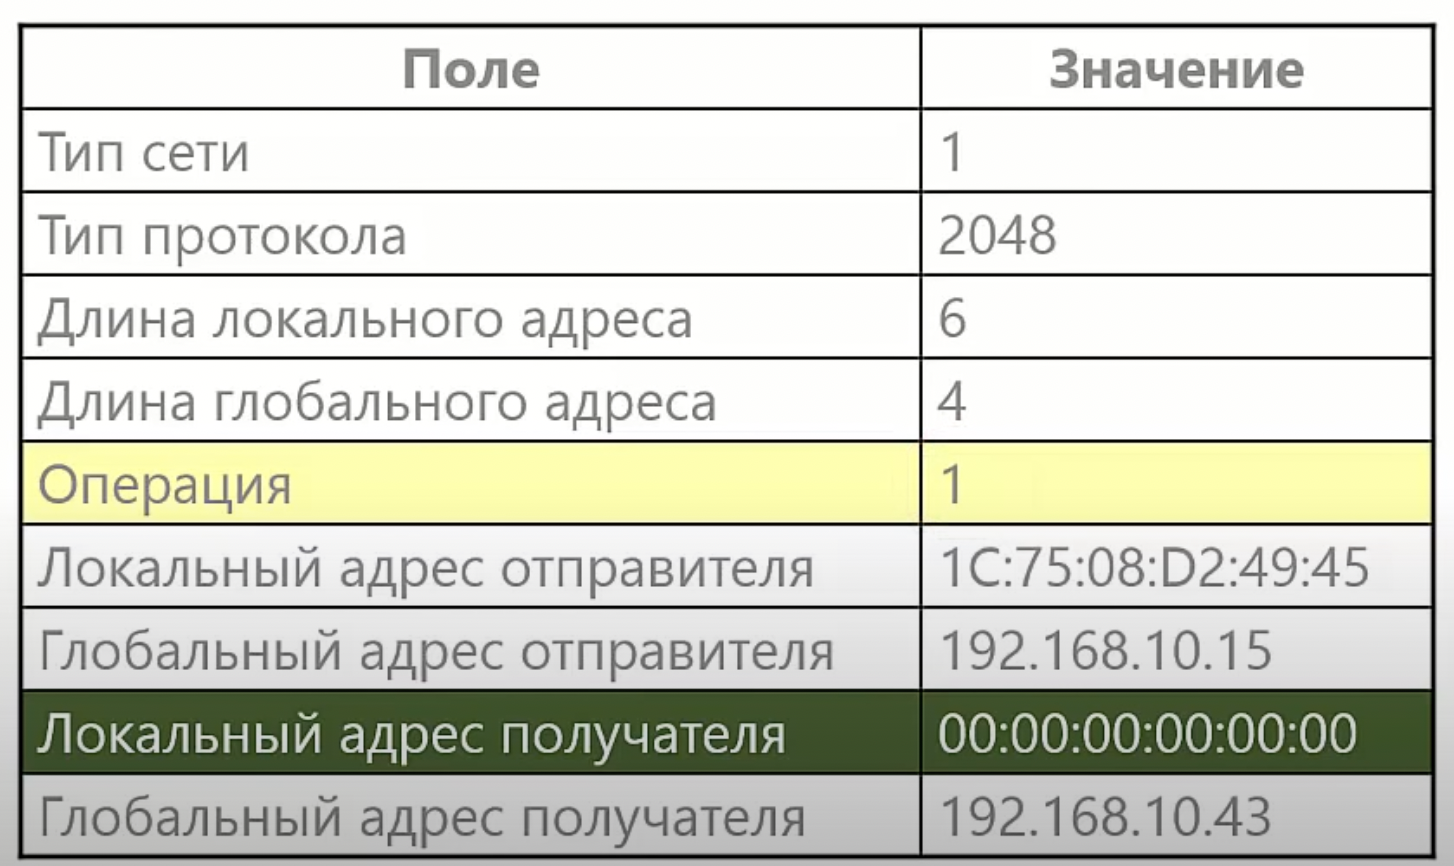 Поле Значение
Тип сети 1
Тип протокола 2048
Длина локального адреса 6
Длина глобального адреса 4
Операция 1
Локальный адрес отправителя 1C:75:08:D2:49:45
Глобальный адрес отправителя 192.168.10.15
Локальный адрес получателя 00:00:00:00:00:00
Глобальный адрес получателя 192.168.10.43